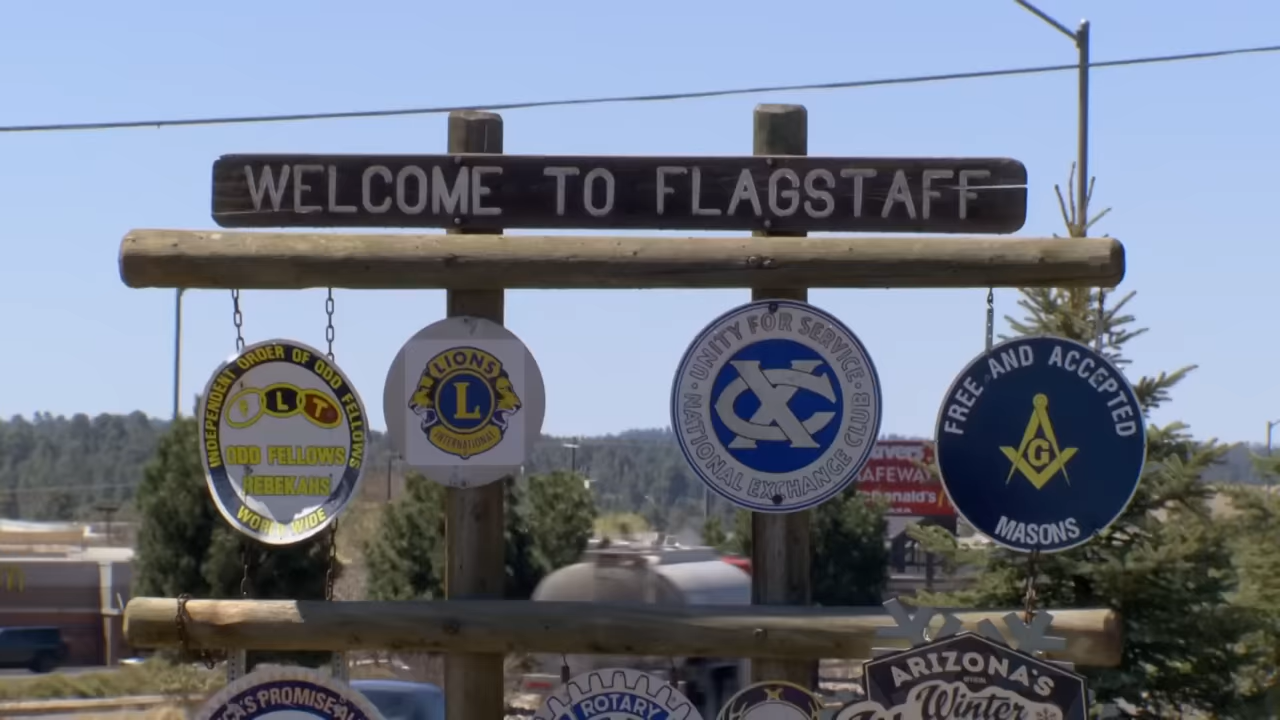 WELCOME TO FLAGSTAFF
INDEPENDENT ORDER OF ODD FELLOWS
F L T
ODD FELLOWS
REBEKAHS
WORLD WIDE
LIONS
L
INTERNATIONAL
UNITY FOR SERVICE
XC
NATIONAL EXCHANGE CLUB
FREE AND ACCEPTED
G
MASONS
SAFEWAY
McDonald's
ROTARY
ARIZONA'S
Winter